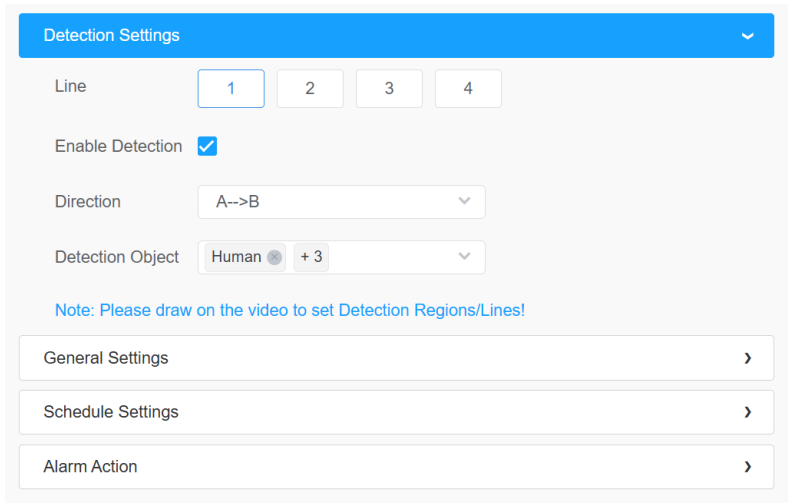 Detection Settings
Line 1 2 3 4
Enable Detection
Direction A-->B
Detection Object Human + 3
Note: Please draw on the video to set Detection Regions/Lines!
General Settings
Schedule Settings
Alarm Action